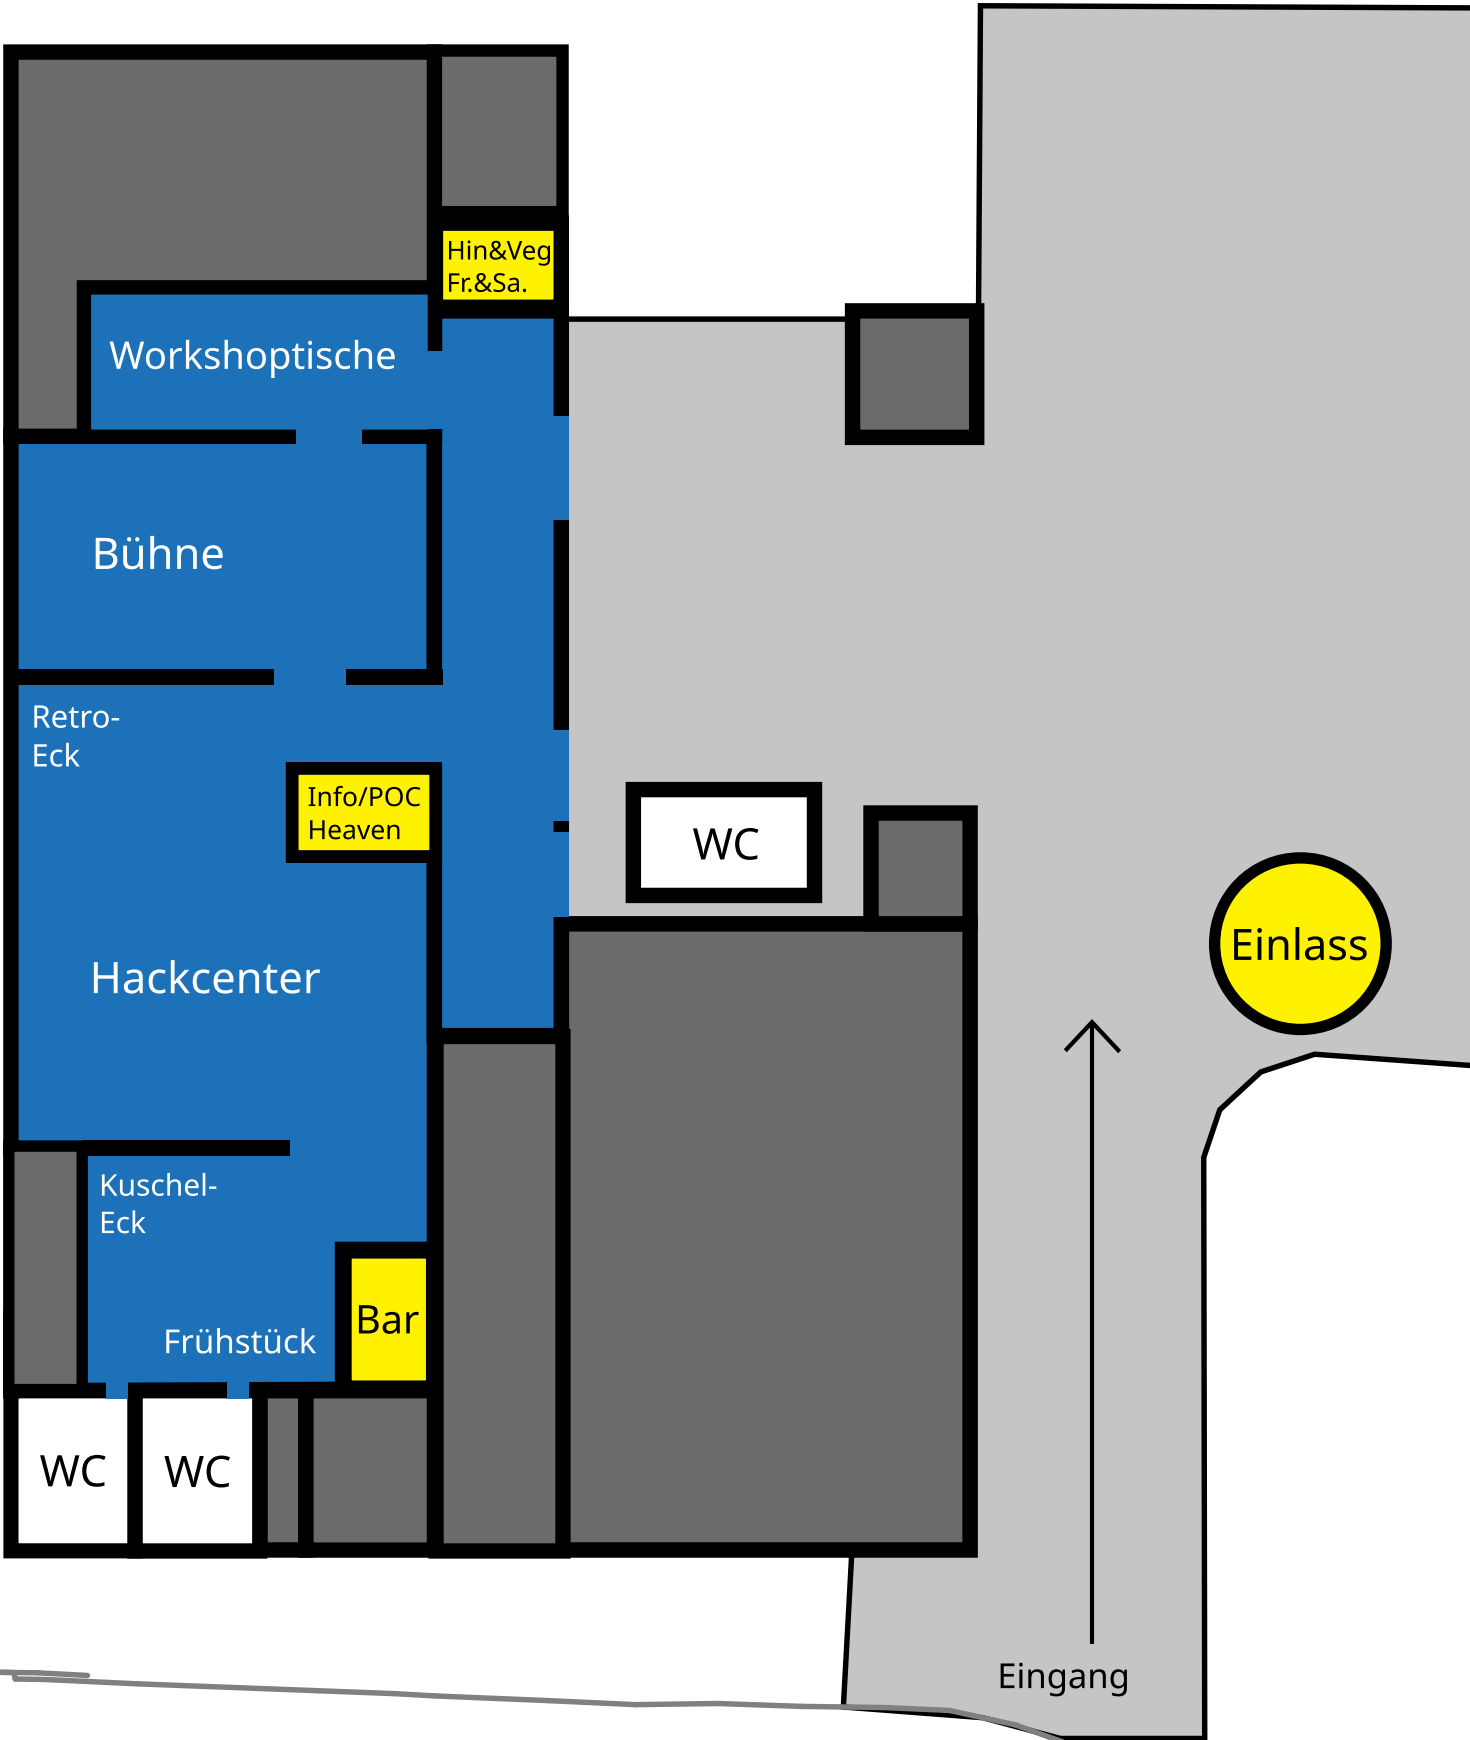 Hin&Veg
Fr.&Sa.
Workshoptische
Bühne
Retro-
Eck
Info/POC
Heaven
WC
Einlass
Hackcenter
Kuschel-
Eck
Bar
Frühstück
WC
WC
Eingang